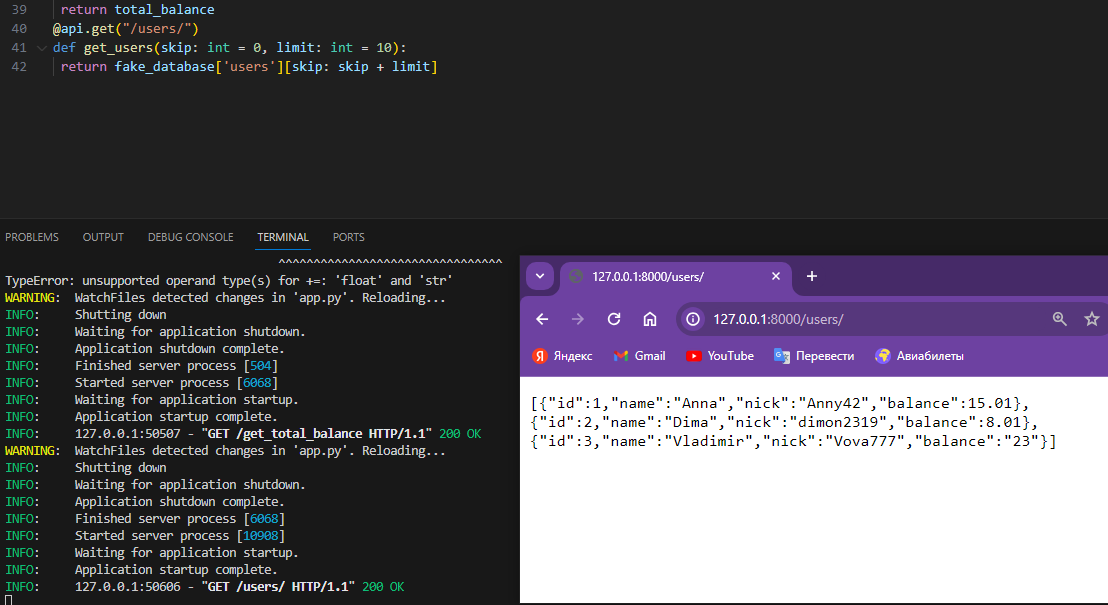 39 return total_balance
40 @api.get("/users/")
41 def get_users(skip: int = 0, limit: int = 10):
42 return fake_database['users'][skip: skip + limit]
PROBLEMS OUTPUT DEBUG CONSOLE TERMINAL PORTS
^^^^^^^^^^^^^^^^^^^^^^^^^^^^^^^^
TypeError: unsupported operand type(s) for +=: 'float' and 'str'
WARNING: WatchFiles detected changes in 'app.py'. Reloading...
INFO: Shutting down
INFO: Waiting for application shutdown.
INFO: Application shutdown complete.
INFO: Finished server process [504]
INFO: Started server process [6068]
INFO: Waiting for application startup.
INFO: Application startup complete.
INFO: 127.0.0.1:50507 - "GET /get_total_balance HTTP/1.1" 200 OK
WARNING: WatchFiles detected changes in 'app.py'. Reloading...
INFO: Shutting down
INFO: Waiting for application shutdown.
INFO: Application shutdown complete.
INFO: Finished server process [6068]
INFO: Started server process [10908]
INFO: Waiting for application startup.
INFO: Application startup complete.
INFO: 127.0.0.1:50606 - "GET /users/ HTTP/1.1" 200 OK
127.0.0.1:8000/users/
127.0.0.1:8000/users/
Яндекс Gmail YouTube Перевести Авиабилеты
[{"id":1,"name":"Anna","nick":"Anny42","balance":15.01},
{"id":2,"name":"Dima","nick":"dimon2319","balance":8.01},
{"id":3,"name":"Vladimir","nick":"Vova777","balance":"23"}]